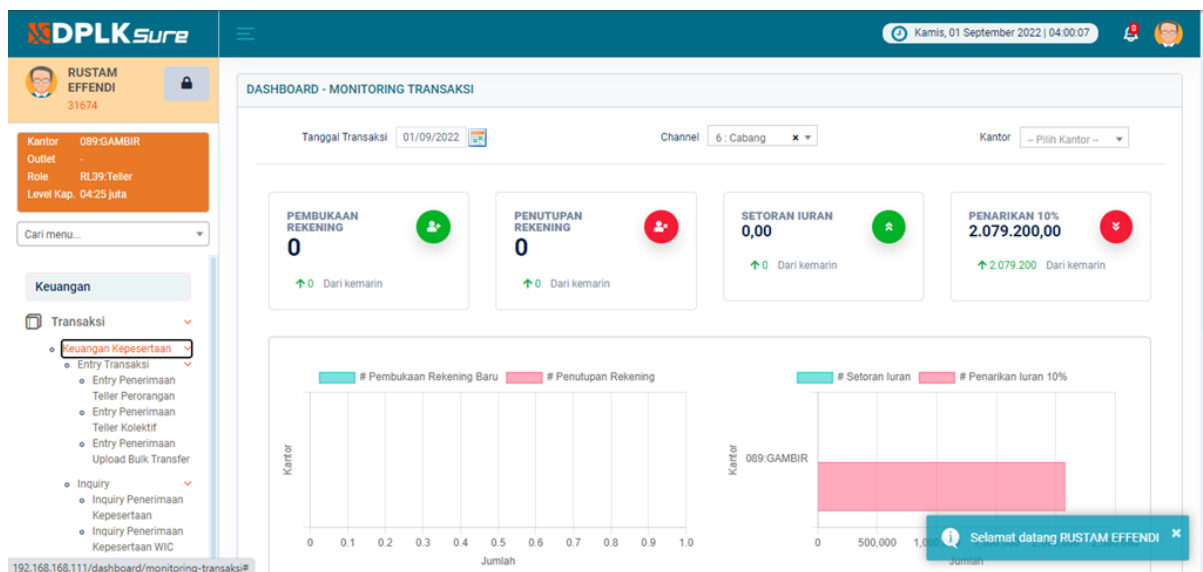 DPLKsure
Kamis, 01 September 2022 | 04:00:07
0
RUSTAM
EFFENDI
31674
Kantor 089:GAMBIR
Outlet -
Role RL39:Teller
Level Kap. 04:25 juta
Cari menu...
Keuangan
Transaksi
Keuangan Kepesertaan
Entry Transaksi
Entry Penerimaan
Teller Perorangan
Entry Penerimaan
Teller Kolektif
Entry Penerimaan
Upload Bulk Transfer
Inquiry
Inquiry Penerimaan
Kepesertaan
Inquiry Penerimaan
Kepesertaan WIC
192.168.168.111/dashboard/monitoring-transaksi#
DASHBOARD - MONITORING TRANSAKSI
Tanggal Transaksi 01/09/2022 Channel 6 : Cabang x Kantor -- Pilih Kantor --
PEMBUKAAN
REKENING
0
0 Dari kemarin
PENUTUPAN
REKENING
0
0 Dari kemarin
SETORAN IURAN
0,00
0 Dari kemarin
PENARIKAN 10%
2.079.200,00
2.079.200 Dari kemarin
# Pembukaan Rekening Baru # Penutupan Rekening
Kantor
0 0.1 0.2 0.3 0.4 0.5 0.6 0.7 0.8 0.9 1.0
Jumlah
# Setoran Iuran # Penarikan Iuran 10%
Kantor
089:GAMBIR
0 500,000
Jumlah
Selamat datang RUSTAM EFFENDI ×